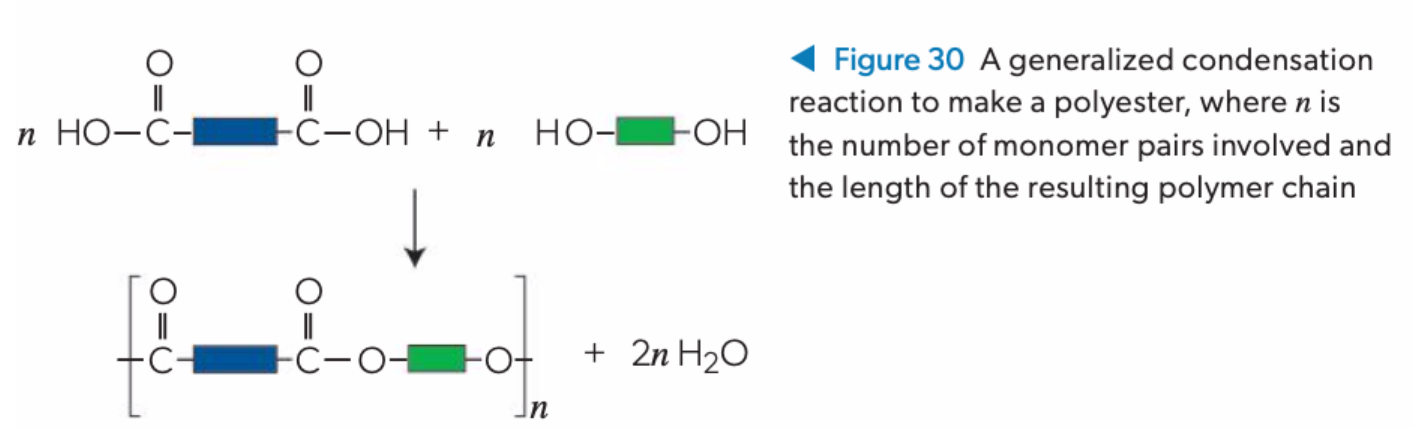 O O
|| ||
n HO–C– –C–OH + n HO– –OH
O O
|| ||
[–C– –C–O– –O–]n + 2n H₂O
◀ Figure 30 A generalized condensation
reaction to make a polyester, where n is
the number of monomer pairs involved and
the length of the resulting polymer chain